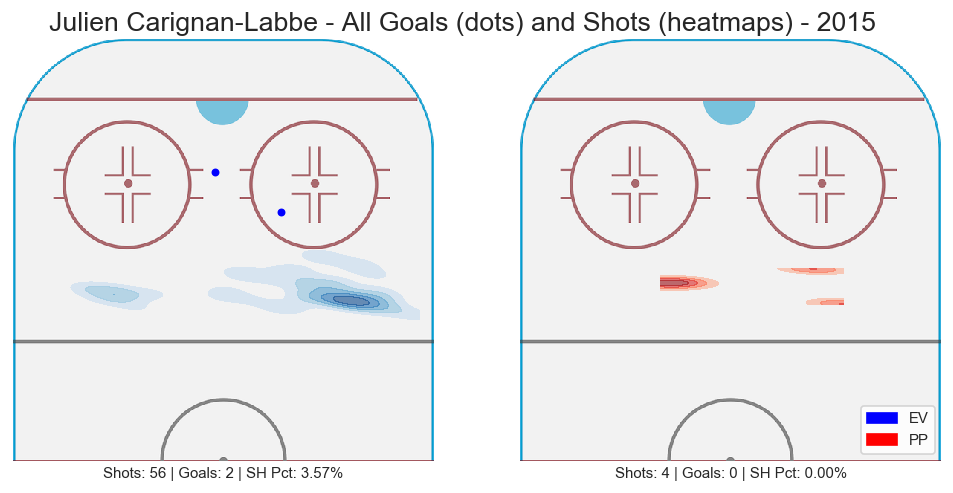 Julien Carignan-Labbe - All Goals (dots) and Shots (heatmaps) - 2015
EV
PP
Shots: 56 | Goals: 2 | SH Pct: 3.57%
Shots: 4 | Goals: 0 | SH Pct: 0.00%